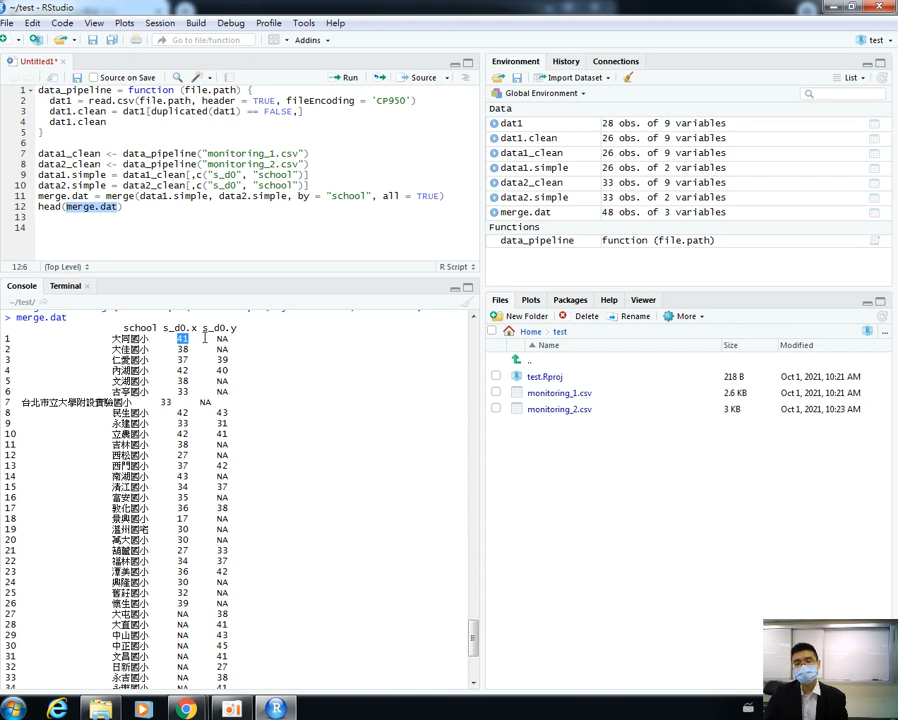 ~/test - RStudio
File Edit Code View Plots Session Build Debug Profile Tools Help
Go to file/function Addins test
Untitled1*
Source on Save Run Source
1 data_pipeline = function (file.path) {
2 dat1 = read.csv(file.path, header = TRUE, fileEncoding = 'CP950')
3 dat1.clean = dat1[duplicated(dat1) == FALSE,]
4 dat1.clean
5 }
6
7 data1_clean <- data_pipeline("monitoring_1.csv")
8 data2_clean <- data_pipeline("monitoring_2.csv")
9 data1.simple = data1_clean[,c("s_d0", "school")]
10 data2.simple = data2_clean[,c("s_d0", "school")]
11 merge.dat = merge(data1.simple, data2.simple, by = "school", all = TRUE)
12 head(merge.dat)
13
14
12:6 (Top Level) R Script
Console Terminal
~/test/
> merge.dat
school s_d0.x s_d0.y
1 大同國小 41 NA
2 大佳國小 38 NA
3 仁愛國小 37 39
4 內湖國小 42 40
5 文湖國小 38 NA
6 古亭國小 33 NA
7 台北市立大學附設實驗國小 33 NA
8 民生國小 42 43
9 永建國小 33 31
10 立農國小 42 41
11 吉林國小 38 NA
12 西松國小 27 NA
13 西門國小 37 42
14 南湖國小 43 NA
15 清江國小 34 37
16 富安國小 35 NA
17 敦化國小 36 38
18 景興國小 17 NA
19 溫州國宅 30 NA
20 萬大國小 30 NA
21 葫蘆國小 27 33
22 福林國小 34 37
23 潭美國小 36 42
24 興隆國小 30 NA
25 舊莊國小 32 NA
26 懷生國小 39 NA
27 大屯國小 NA 38
28 大直國小 NA 41
29 中山國小 NA 43
30 中正國小 NA 45
31 文昌國小 NA 41
32 日新國小 NA 27
33 永吉國小 NA 38
34 永樂國小 NA 41
Environment History Connections
Import Dataset List
Global Environment
Data
dat1 28 obs. of 9 variables
dat1.clean 26 obs. of 9 variables
data1_clean 26 obs. of 9 variables
data1.simple 26 obs. of 2 variables
data2_clean 33 obs. of 9 variables
data2.simple 33 obs. of 2 variables
merge.dat 48 obs. of 3 variables
Functions
data_pipeline function (file.path)
Files Plots Packages Help Viewer
New Folder Delete Rename More
Home test
Name Size Modified
..
test.Rproj 218 B Oct 1, 2021, 10:21 AM
monitoring_1.csv 2.6 KB Oct 1, 2021, 10:21 AM
monitoring_2.csv 3 KB Oct 1, 2021, 10:23 AM